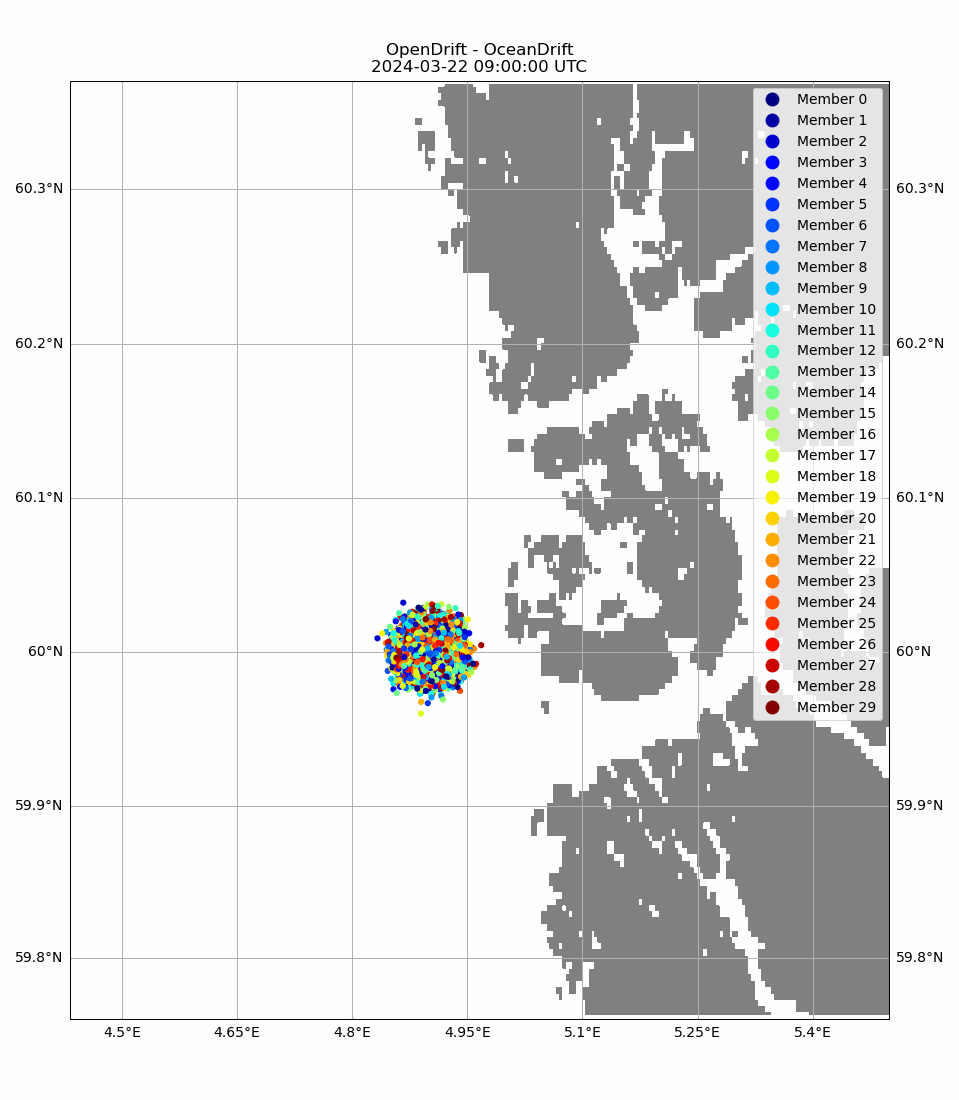 OpenDrift - OceanDrift
2024-03-22 09:00:00 UTC
Member 0
Member 1
Member 2
Member 3
Member 4
Member 5
Member 6
Member 7
Member 8
Member 9
Member 10
Member 11
Member 12
Member 13
Member 14
Member 15
Member 16
Member 17
Member 18
Member 19
Member 20
Member 21
Member 22
Member 23
Member 24
Member 25
Member 26
Member 27
Member 28
Member 29
60.3°N 60.3°N
60.2°N 60.2°N
60.1°N 60.1°N
60°N 60°N
59.9°N 59.9°N
59.8°N 59.8°N
4.5°E 4.65°E 4.8°E 4.95°E 5.1°E 5.25°E 5.4°E